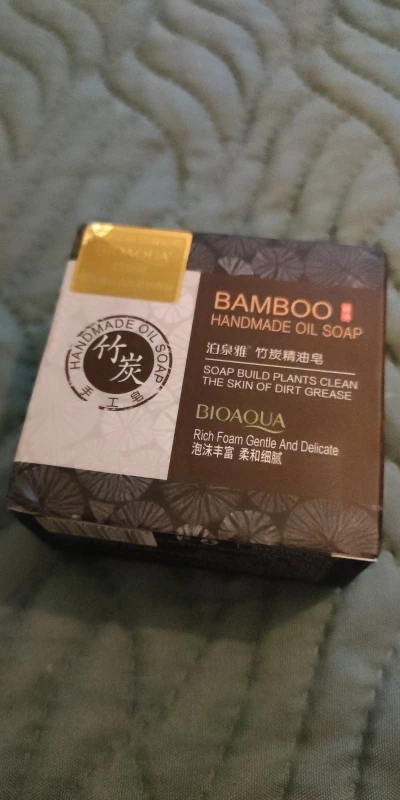 BIOAQUA
HANDMADE OIL SOAP
竹炭
手工皂
BAMBOO
HANDMADE OIL SOAP
泊泉雅® 竹炭精油皂
SOAP BUILD PLANTS CLEAN
THE SKIN OF DIRT GREASE
BIOAQUA
Rich Foam Gentle And Delicate
泡沫丰富 柔和细腻